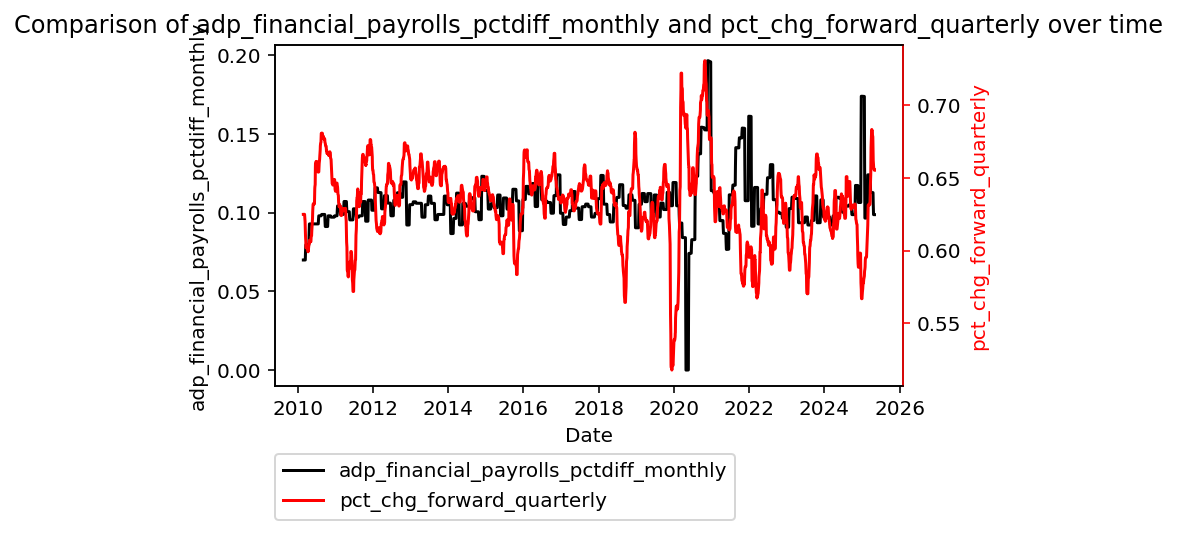 Comparison of adp_financial_payrolls_pctdiff_monthly and pct_chg_forward_quarterly over time
adp_financial_payrolls_pctdiff_monthly
0.20
0.15
0.10
0.05
0.00
0.70
0.65
0.60
0.55
pct_chg_forward_quarterly
2010 2012 2014 2016 2018 2020 2022 2024 2026
Date
adp_financial_payrolls_pctdiff_monthly
pct_chg_forward_quarterly